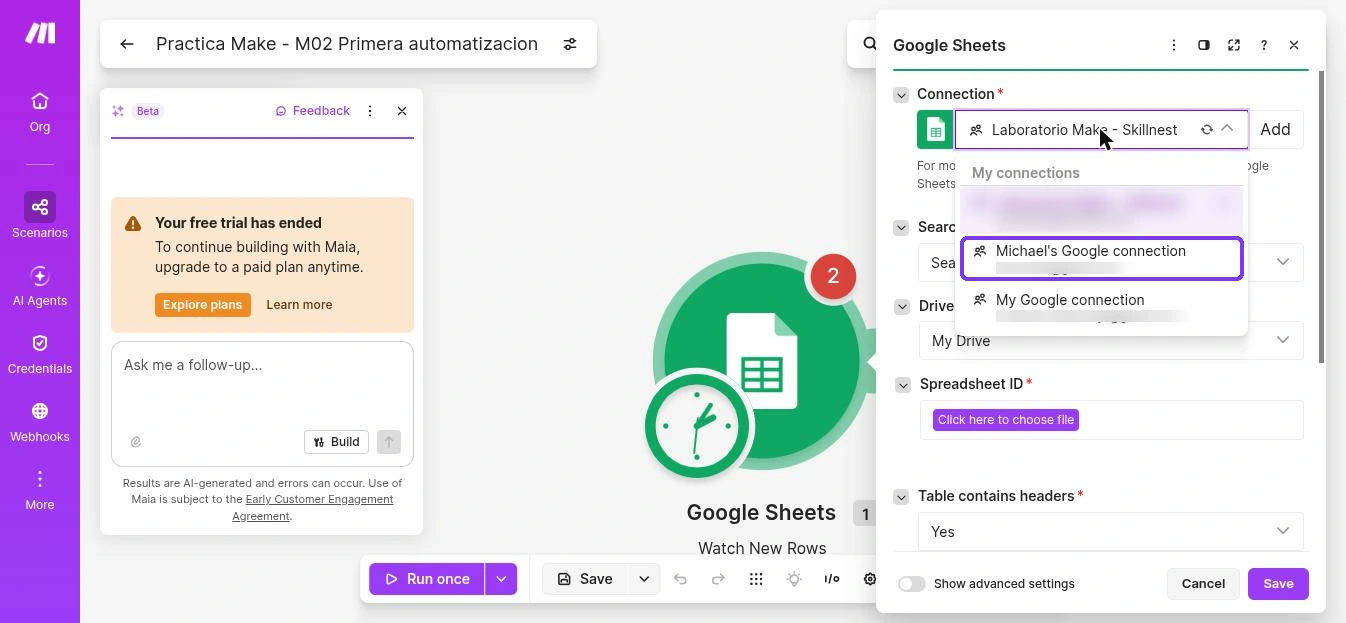 Org
Scenarios
AI Agents
Credentials
Webhooks
More
Practica Make - M02 Primera automatizacion
Beta
Feedback
Your free trial has ended
To continue building with Maia,
upgrade to a paid plan anytime.
Explore plans
Learn more
Ask me a follow-up...
Build
Results are AI-generated and errors can occur. Use of
Maia is subject to the Early Customer Engagement
Agreement.
2
Google Sheets
1
Watch New Rows
Run once
Save
Google Sheets
?
Connection*
Laboratorio Make - Skillnest
Add
For mo
ogle
Sheets
My connections
Michael's Google connection
My Google connection
Searc
Sea
Drive
My Drive
Spreadsheet ID*
Click here to choose file
Table contains headers*
Yes
Show advanced settings
Cancel
Save